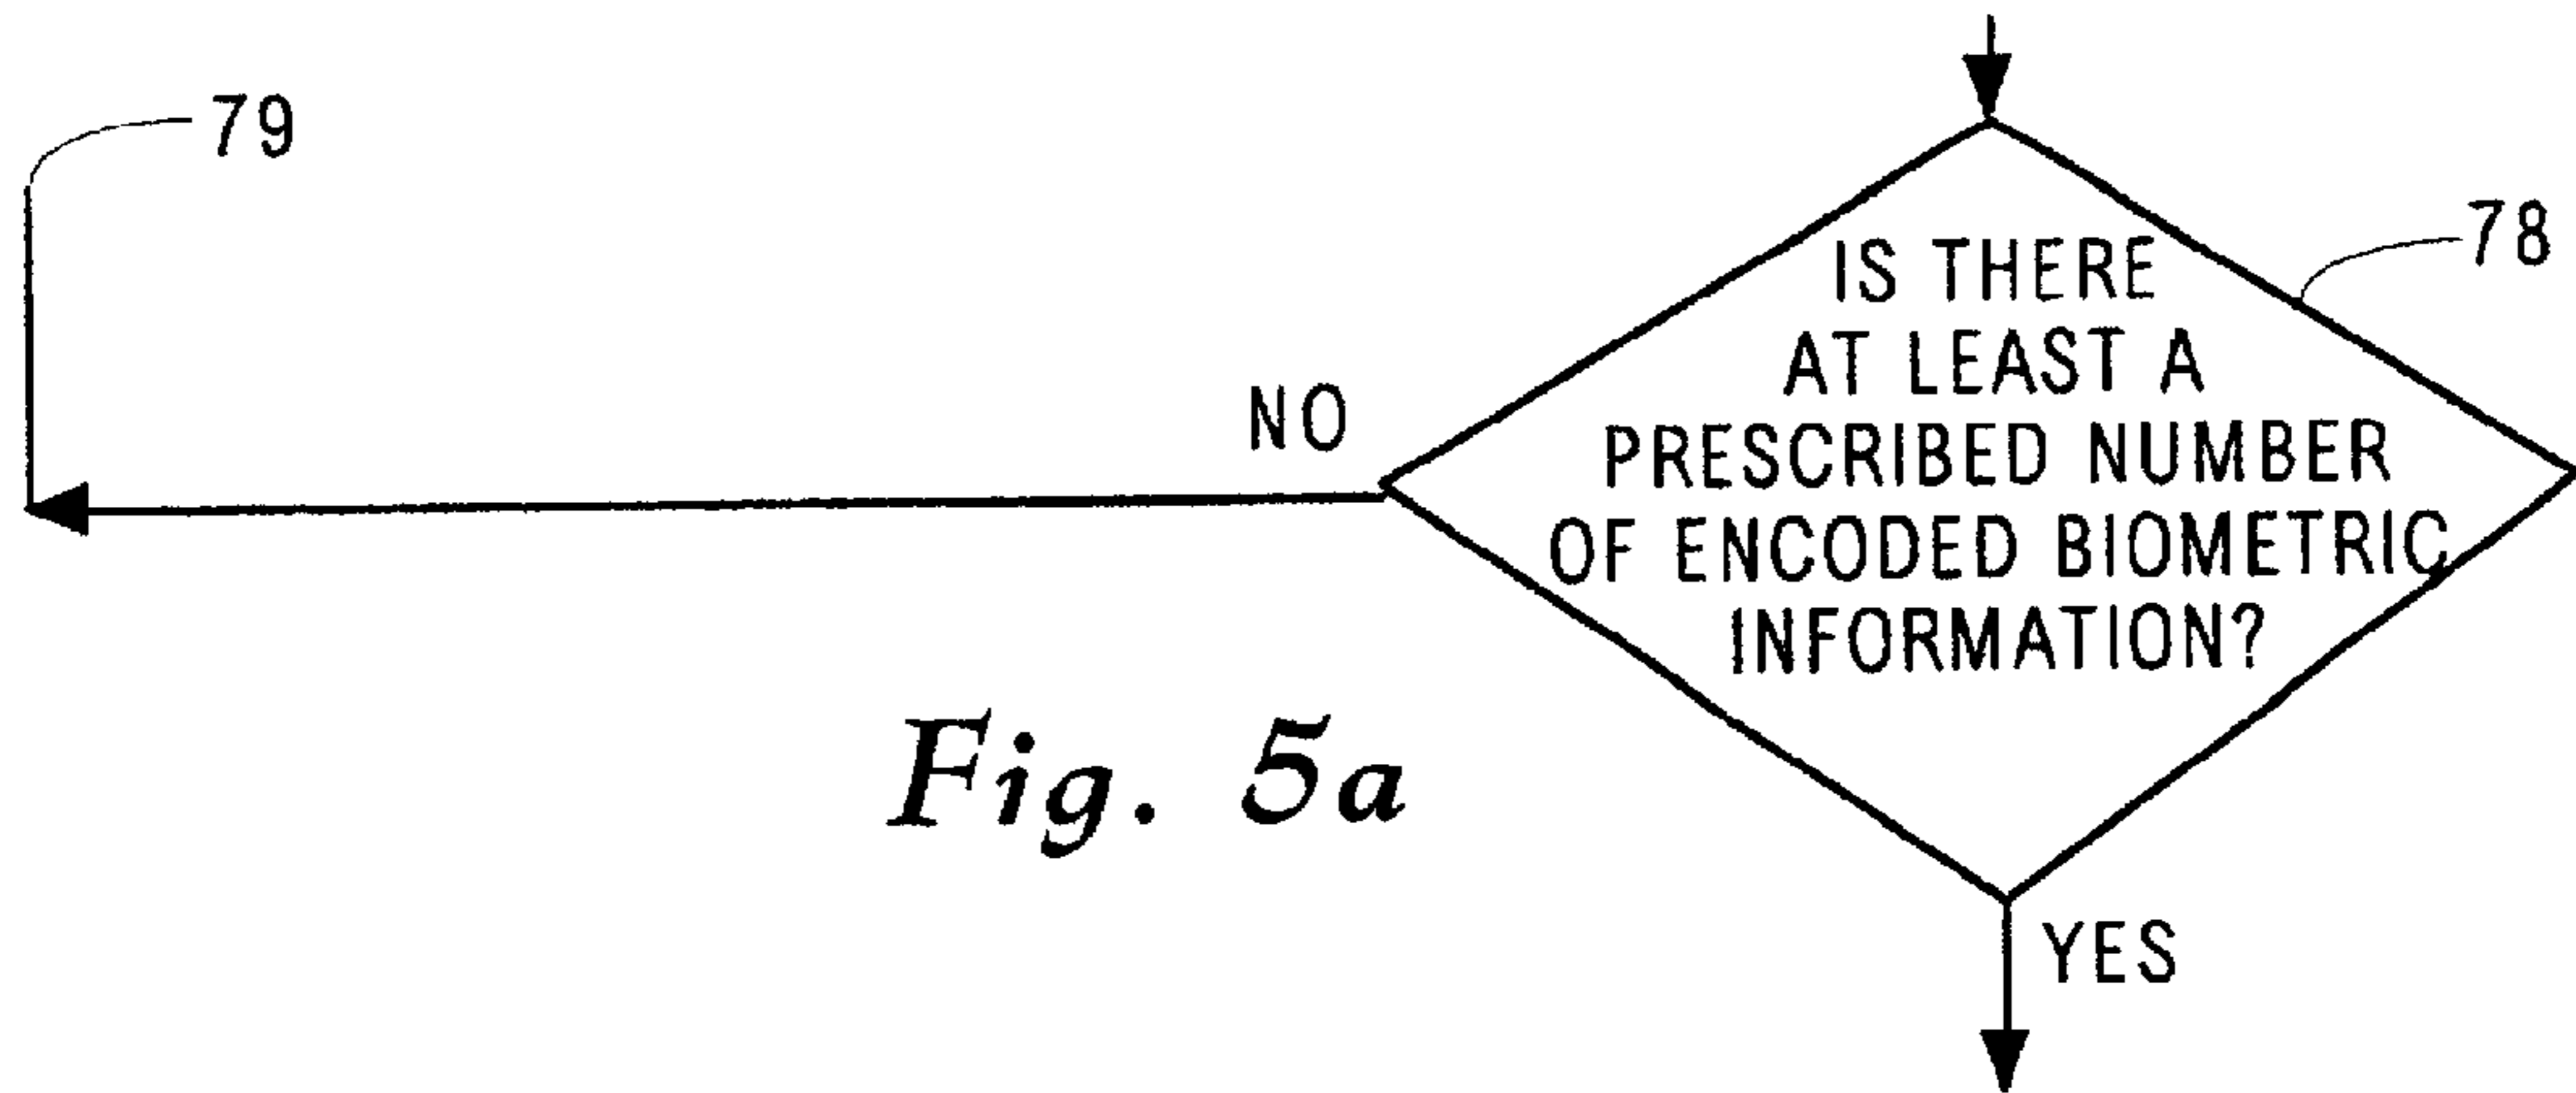 79
IS THERE
AT LEAST A
PRESCRIBED NUMBER
OF ENCODED BIOMETRIC
INFORMATION?
78
NO
Fig. 5a
YES